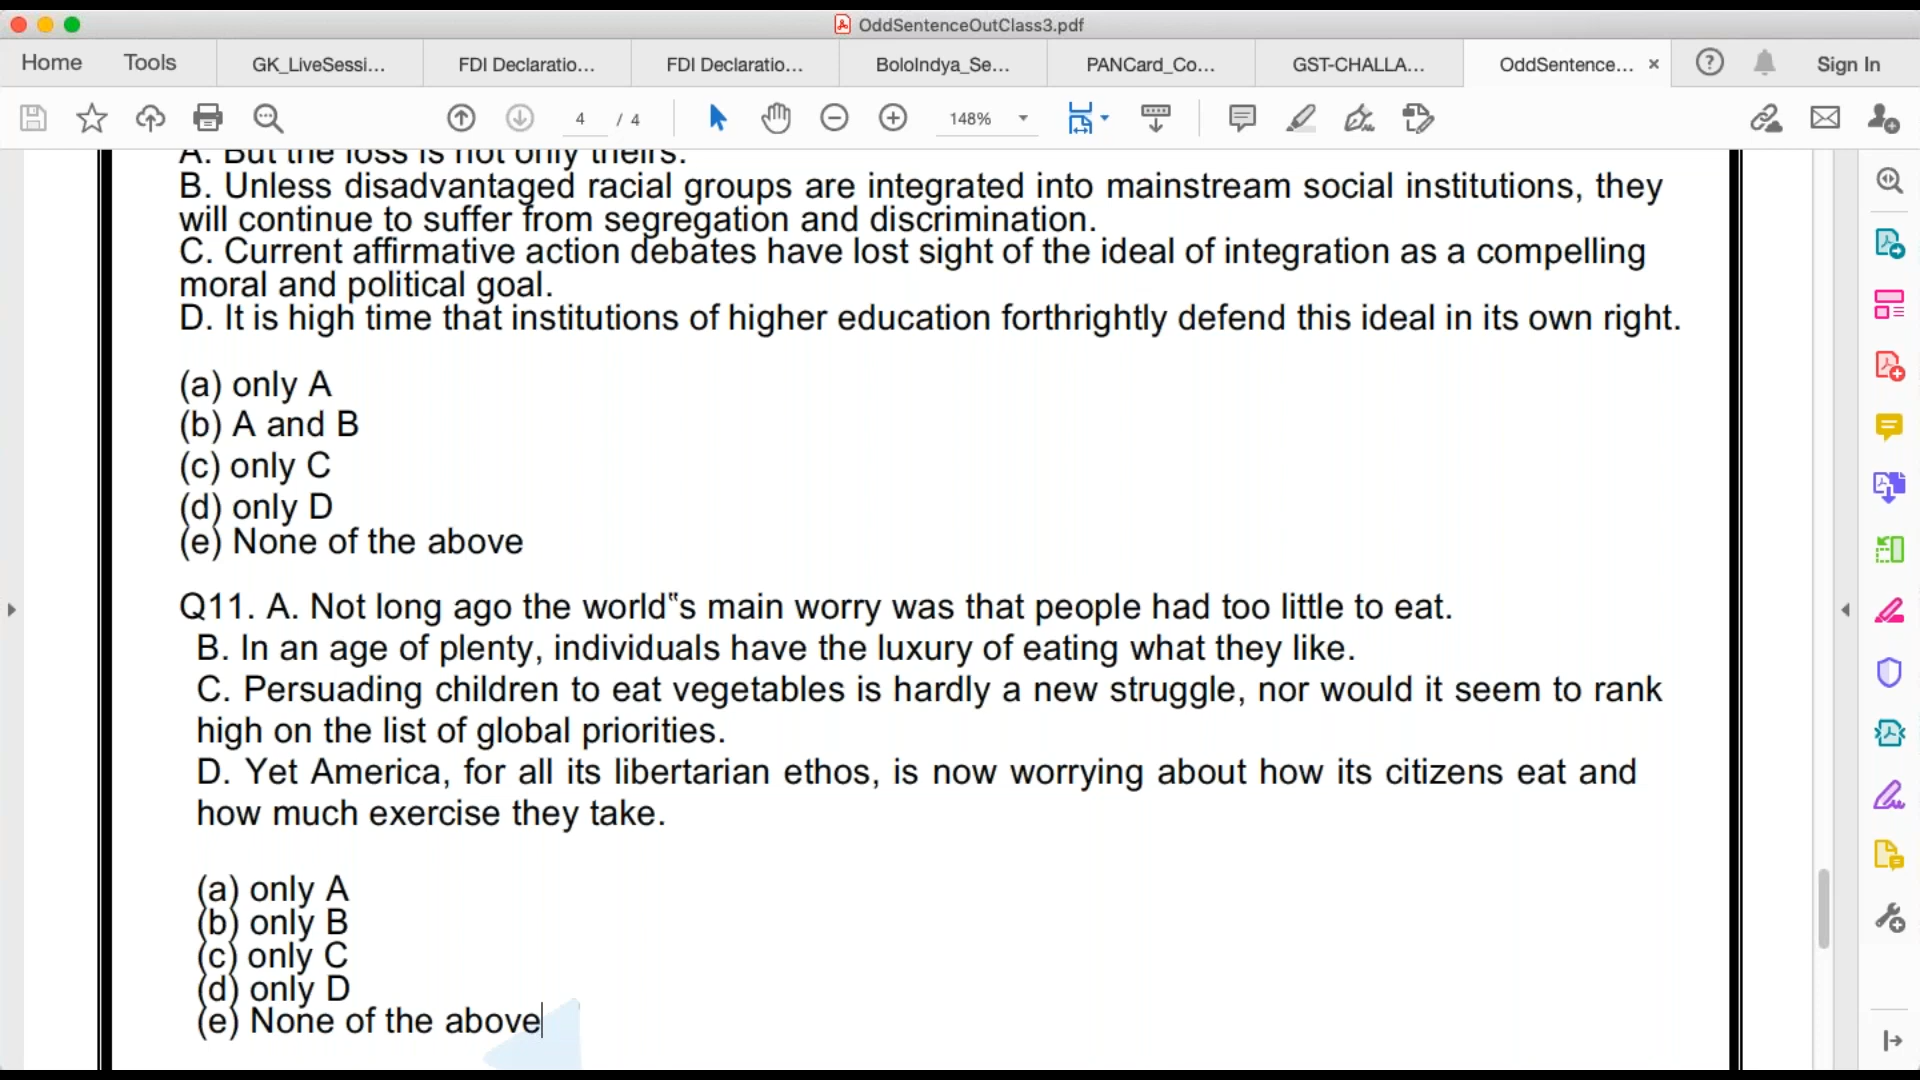 OddSentenceOutClass3.pdf
Home Tools GK_LiveSessi... FDI Declaratio... FDI Declaratio... BoloIndya_Se... PANCard_Co... GST-CHALLA... OddSentence... × ? Sign In
4 / 4 148%
A. But the loss is not only theirs.
B. Unless disadvantaged racial groups are integrated into mainstream social institutions, they
will continue to suffer from segregation and discrimination.
C. Current affirmative action debates have lost sight of the ideal of integration as a compelling
moral and political goal.
D. It is high time that institutions of higher education forthrightly defend this ideal in its own right.
(a) only A
(b) A and B
(c) only C
(d) only D
(e) None of the above
Q11. A. Not long ago the world‟s main worry was that people had too little to eat.
B. In an age of plenty, individuals have the luxury of eating what they like.
C. Persuading children to eat vegetables is hardly a new struggle, nor would it seem to rank
high on the list of global priorities.
D. Yet America, for all its libertarian ethos, is now worrying about how its citizens eat and
how much exercise they take.
(a) only A
(b) only B
(c) only C
(d) only D
(e) None of the above